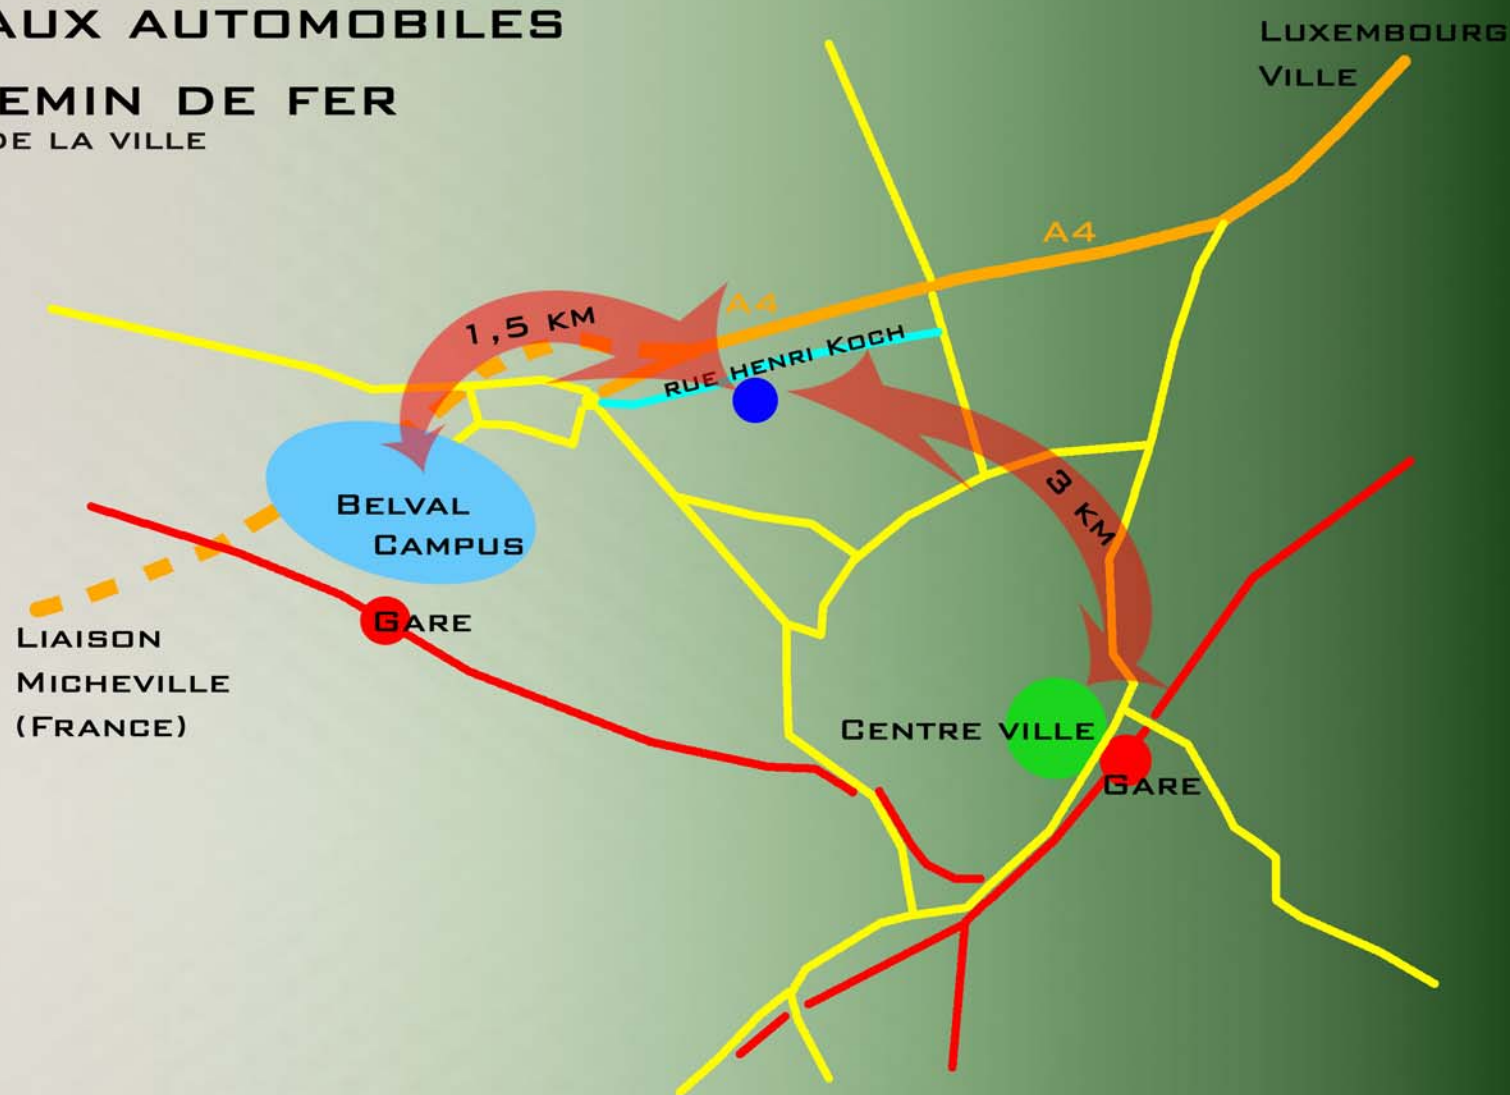 AUX AUTOMOBILES
EMIN DE FER
DE LA VILLE
LUXEMBOURG
VILLE
A4
A4
1,5 KM
RUE HENRI KOCH
3 KM
BELVAL
CAMPUS
GARE
LIAISON
MICHEVILLE
(FRANCE)
CENTRE VILLE
GARE